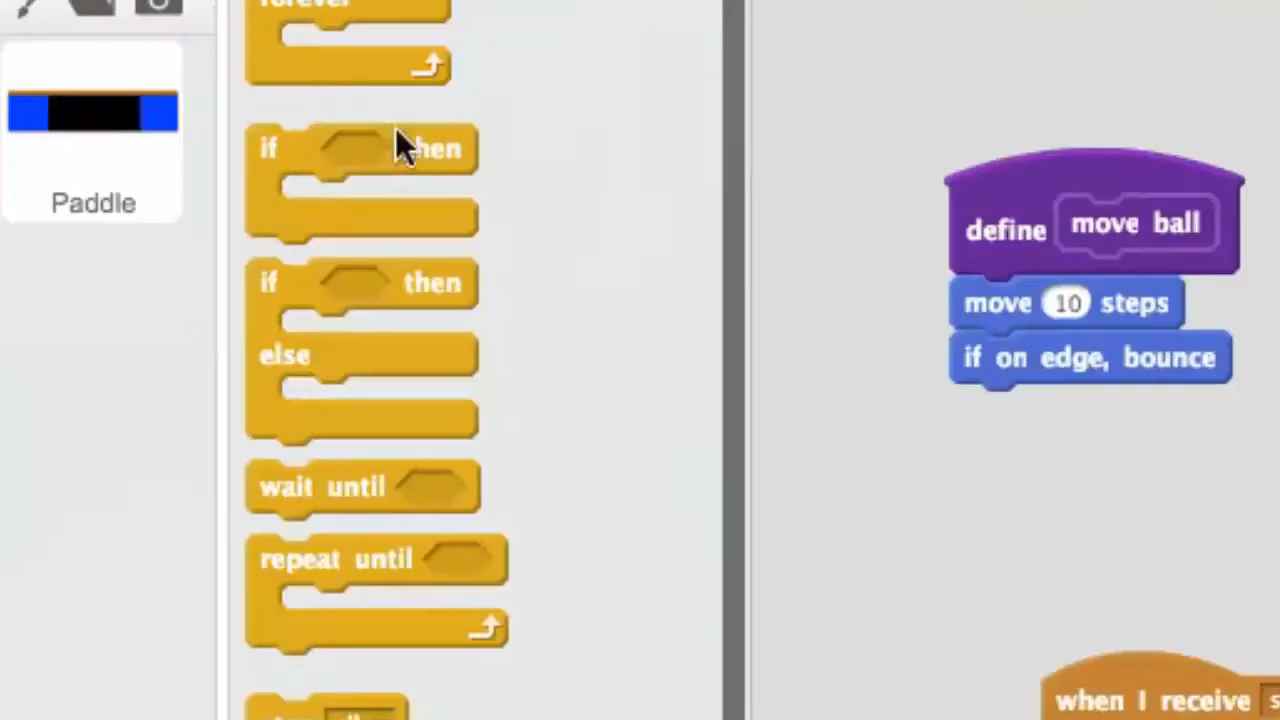 forever
if then
Paddle
if then
else
wait until
repeat until
define move ball
move 10 steps
if on edge, bounce
when I receive s